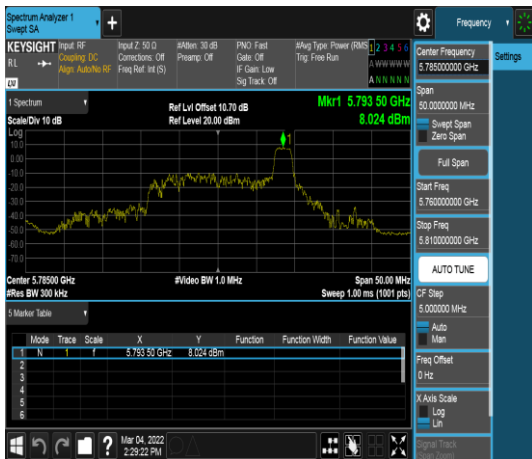 Spectrum Analyzer 1
Swept SA
+
Frequency
Settings
KEYSIGHT
RL
Input: RF
Coupling: DC
Align: Auto/No RF
Input Z: 50 Ω
Corrections: Off
Freq Ref: Int (S)
#Atten: 30 dB
Preamp: Off
PNO: Fast
Gate: Off
IF Gain: Low
Sig Track: Off
#Avg Type: Power (RMS)
Trig: Free Run
1 2 3 4 5 6
A W W W W W
A N N N N N
1 Spectrum
Scale/Div 10 dB
Ref Lvl Offset 10.70 dB
Ref Level 20.00 dBm
Mkr1 5.793 50 GHz
8.024 dBm
Log
10.0
0.00
-10.0
-20.0
-30.0
-40.0
-50.0
-60.0
-70.0
1
Center 5.78500 GHz
#Res BW 300 kHz
#Video BW 1.0 MHz
Span 50.00 MHz
Sweep 1.00 ms (1001 pts)
5 Marker Table
Mode Trace Scale X Y Function Function Width Function Value
1 N 1 f 5.793 50 GHz 8.024 dBm
2
3
4
5
6
Mar 04, 2022
2:29:22 PM
Center Frequency
5.785000000 GHz
Span
50.0000000 MHz
Swept Span
Zero Span
Full Span
Start Freq
5.760000000 GHz
Stop Freq
5.810000000 GHz
AUTO TUNE
CF Step
5.000000 MHz
Auto
Man
Freq Offset
0 Hz
X Axis Scale
Log
Lin
Signal Track
(Span Zoom)